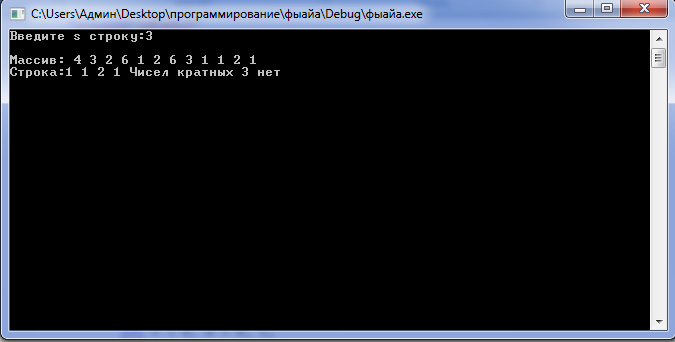 C:\Users\Админ\Desktop\программирование\фыайа\Debug\фыайа.exe
Введите s строку:3
Массив: 4 3 2 6 1 2 6 3 1 1 2 1
Строка:1 1 2 1 Чисел кратных 3 нет